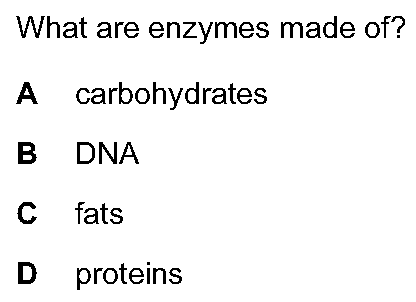 What are enzymes made of?
A carbohydrates
B DNA
C fats
D proteins